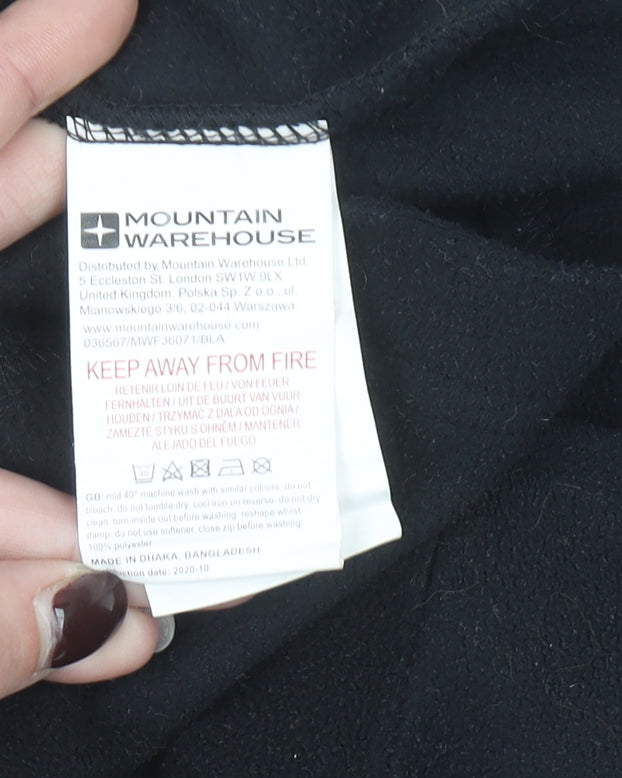 MOUNTAIN
WAREHOUSE
Distributed by Mountain Warehouse Ltd.
5 Eccleston St. London SW1W 9LX
United Kingdom. Polska Sp. Z o.o., ul.
Mianowskiego 3/6, 02-044 Warszawa.
www.mountainwarehouse.com
036567/MWF36071/BLA
KEEP AWAY FROM FIRE
RETENIR LOIN DE FEU / VON FEUER
FERNHALTEN / UIT DE BUURT VAN VUUR
HOUDEN / TRZYMAĆ Z DALA OD OGNIA /
ZAMEZTE STYKU S OHNĚM / MANTENER
ALEJADO DEL FUEGO
40
GB: mild 40° machine wash with similar colours. do not
bleach. do not tumble dry. cool iron on reverse. do not dry
clean. turn inside out before washing. reshape whilst
damp. do not use softener. close zip before washing.
100% polyester
MADE IN DHAKA, BANGLADESH
date: 2020-10